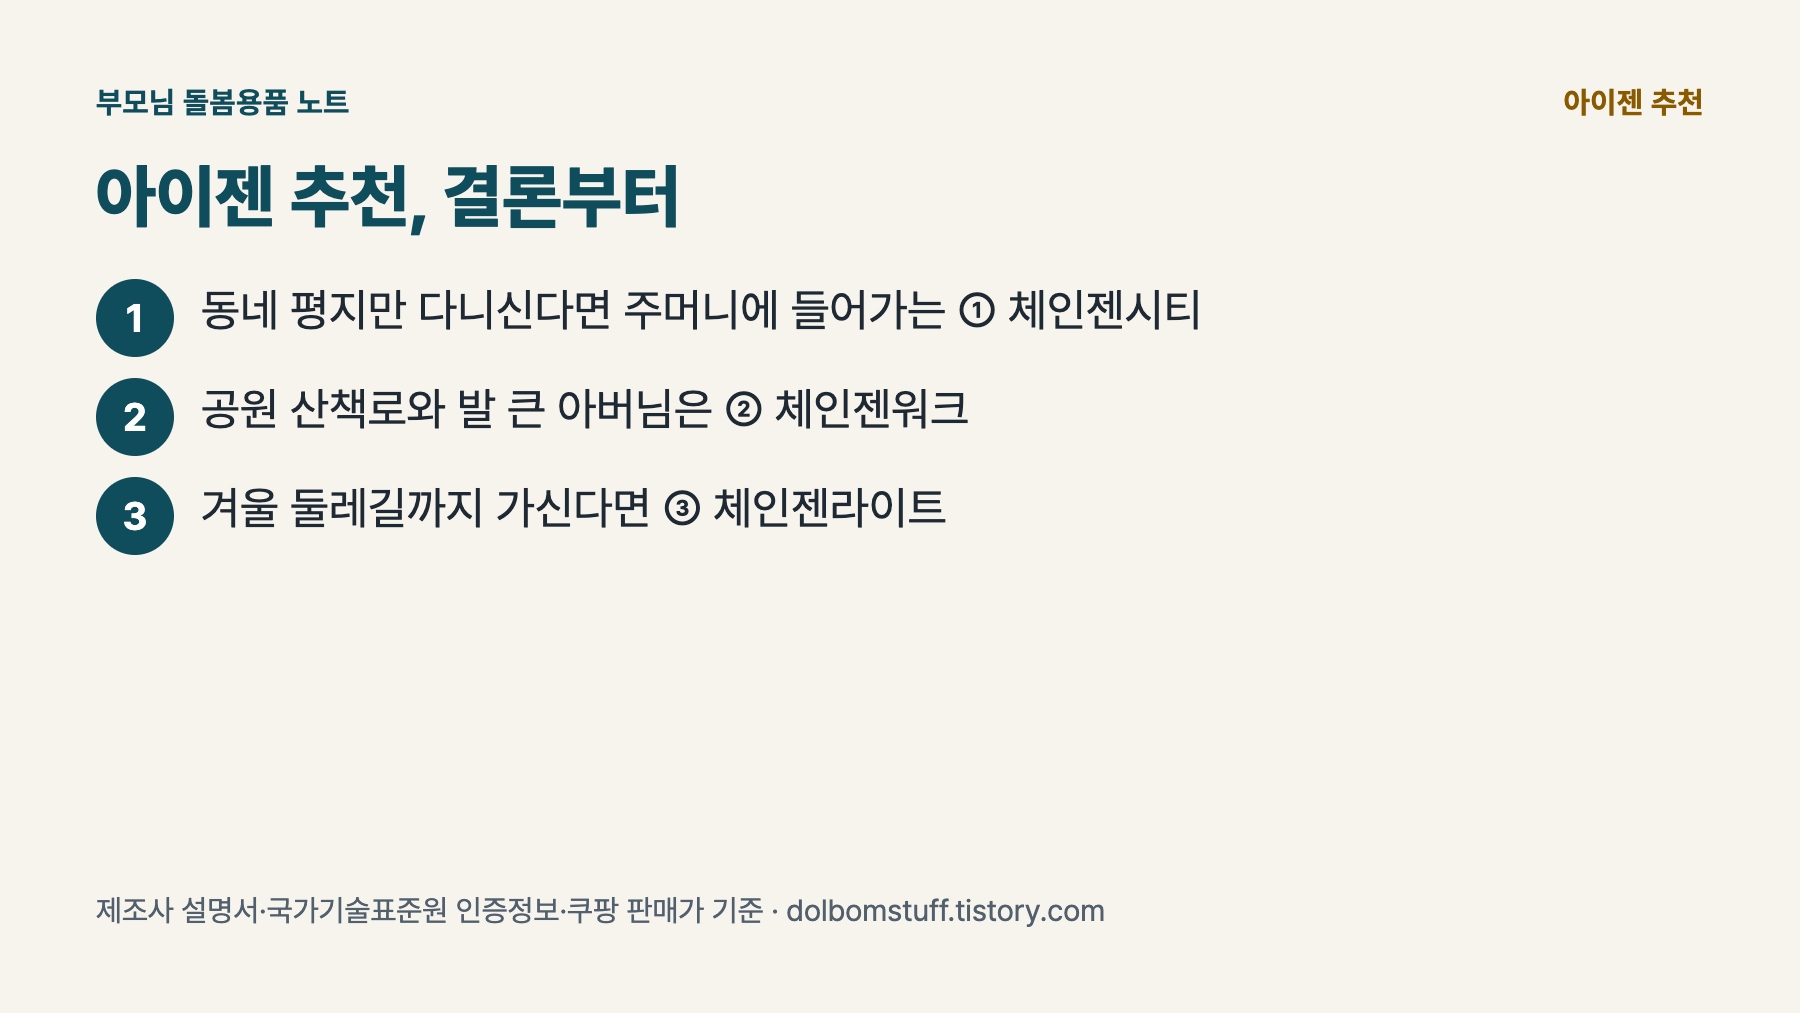 부모님 돌봄용품 노트
아이젠 추천
아이젠 추천, 결론부터
1 동네 평지만 다니신다면 주머니에 들어가는 ① 체인젠시티
2 공원 산책로와 발 큰 아버님은 ② 체인젠워크
3 겨울 둘레길까지 가신다면 ③ 체인젠라이트
제조사 설명서·국가기술표준원 인증정보·쿠팡 판매가 기준 · dolbomstuff.tistory.com